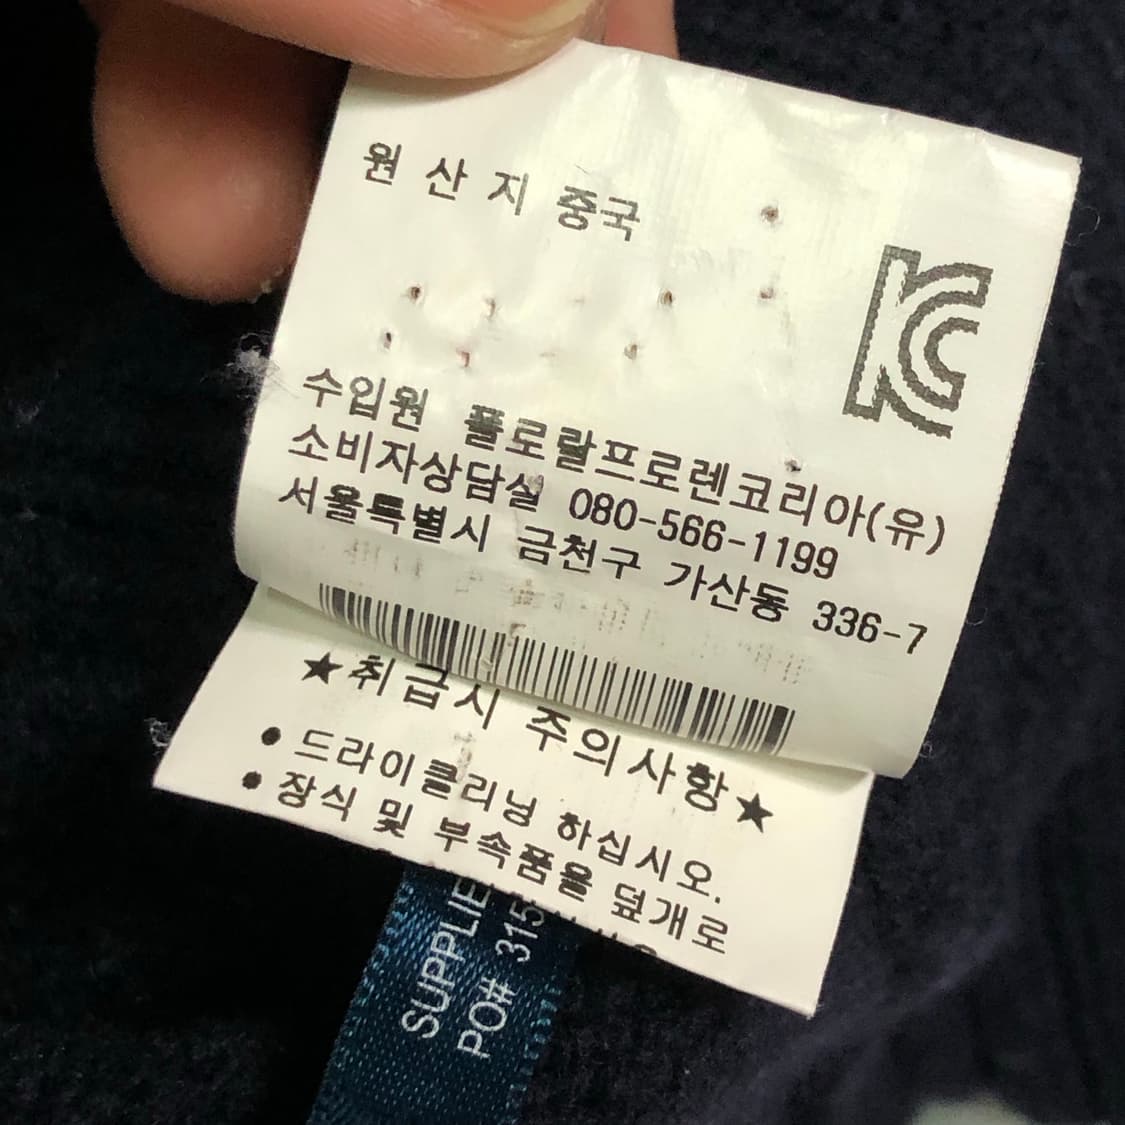 원 산 지 중국
KC
수입원 폴로랄프로렌코리아(유)
소비자상담실 080-566-1199
서울특별시 금천구 가산동 336-7
★취급시 주의사항★
● 드라이클리닝 하십시오.
● 장식 및 부속품을 덮개로
SUPPLIE
PO# 315